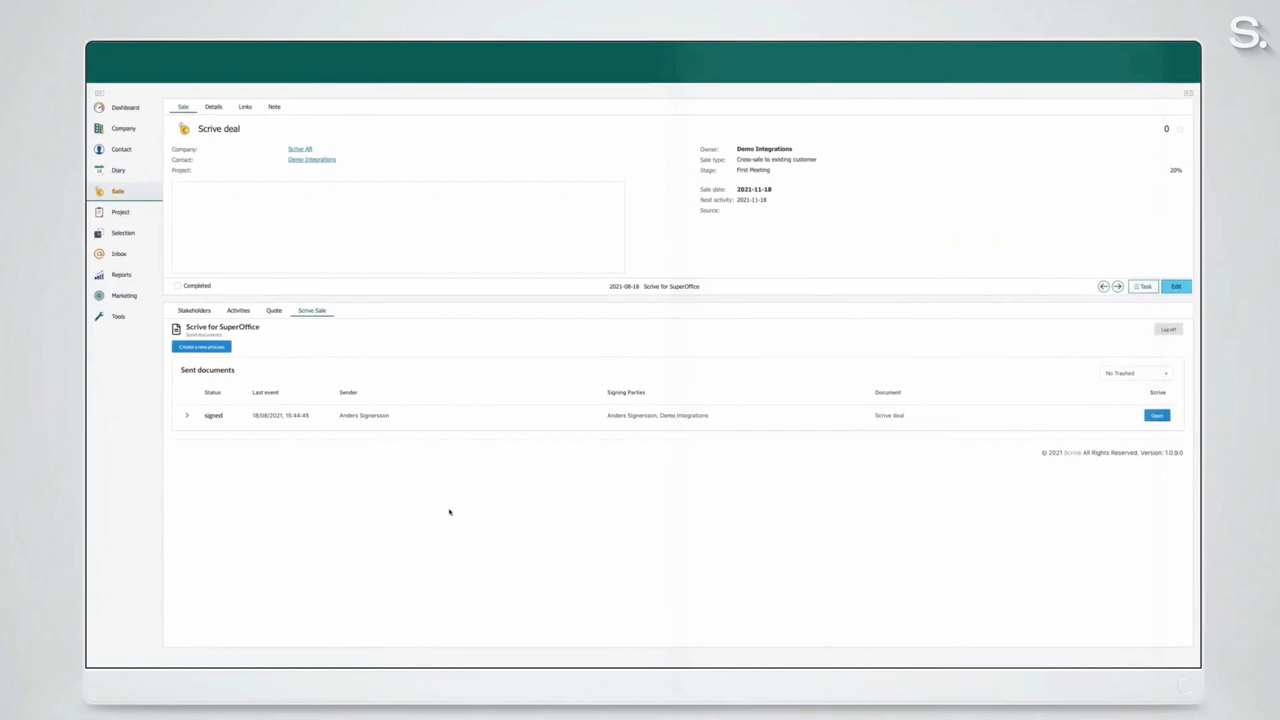 S.
Dashboard
Company
Contact
Diary
Sale
Project
Selection
Inbox
Reports
Marketing
Tools
Sale Details Links Note
Scrive deal 0
Company: Scrive AB
Contact: Demo Integrations
Project:
Owner: Demo Integrations
Sale type: Cross-sale to existing customer
Stage: First Meeting 20%
Sale date: 2021-11-18
Next activity: 2021-11-18
Source:
Completed 2021-08-18 Scrive for SuperOffice Task Edit
Stakeholders Activities Quote Scrive Sale
Scrive for SuperOffice
Send documents
Log off
Create a new process
Sent documents
No Trashed
Status Last event Sender Signing Parties Document Scrive
signed 18/08/2021, 15:44:45 Anders Signersson Anders Signersson, Demo Integrations Scrive deal Open
© 2021 Scrive All Rights Reserved. Version: 1.0.9.0